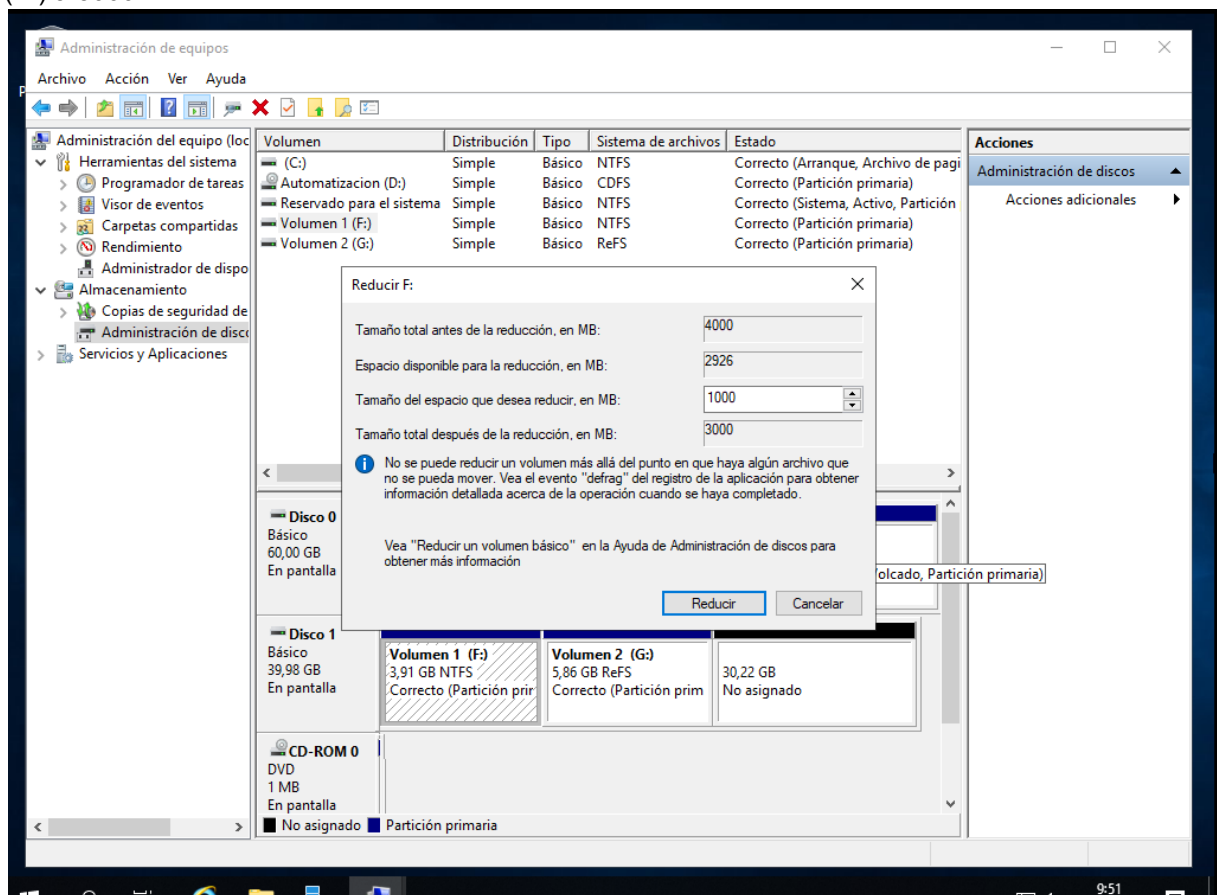 Administración de equipos
Archivo Acción Ver Ayuda
Administración del equipo (loc
Herramientas del sistema
Programador de tareas
Visor de eventos
Carpetas compartidas
Rendimiento
Administrador de dispo
Almacenamiento
Copias de seguridad de
Administración de disco
Servicios y Aplicaciones
Volumen Distribución Tipo Sistema de archivos Estado
(C:) Simple Básico NTFS Correcto (Arranque, Archivo de pagi
Automatizacion (D:) Simple Básico CDFS Correcto (Partición primaria)
Reservado para el sistema Simple Básico NTFS Correcto (Sistema, Activo, Partición
Volumen 1 (F:) Simple Básico NTFS Correcto (Partición primaria)
Volumen 2 (G:) Simple Básico ReFS Correcto (Partición primaria)
Acciones
Administración de discos
Acciones adicionales
Reducir F:
Tamaño total antes de la reducción, en MB: 4000
Espacio disponible para la reducción, en MB: 2926
Tamaño del espacio que desea reducir, en MB: 1000
Tamaño total después de la reducción, en MB: 3000
No se puede reducir un volumen más allá del punto en que haya algún archivo que
no se pueda mover. Vea el evento "defrag" del registro de la aplicación para obtener
información detallada acerca de la operación cuando se haya completado.
Vea "Reducir un volumen básico" en la Ayuda de Administración de discos para
obtener más información
Reducir Cancelar
Disco 0
Básico
60,00 GB
En pantalla
olcado, Partición primaria)
Disco 1
Básico
39,98 GB
En pantalla
Volumen 1 (F:)
3,91 GB NTFS
Correcto (Partición prir
Volumen 2 (G:)
5,86 GB ReFS
Correcto (Partición prim
30,22 GB
No asignado
CD-ROM 0
DVD
1 MB
En pantalla
No asignado Partición primaria
9:51